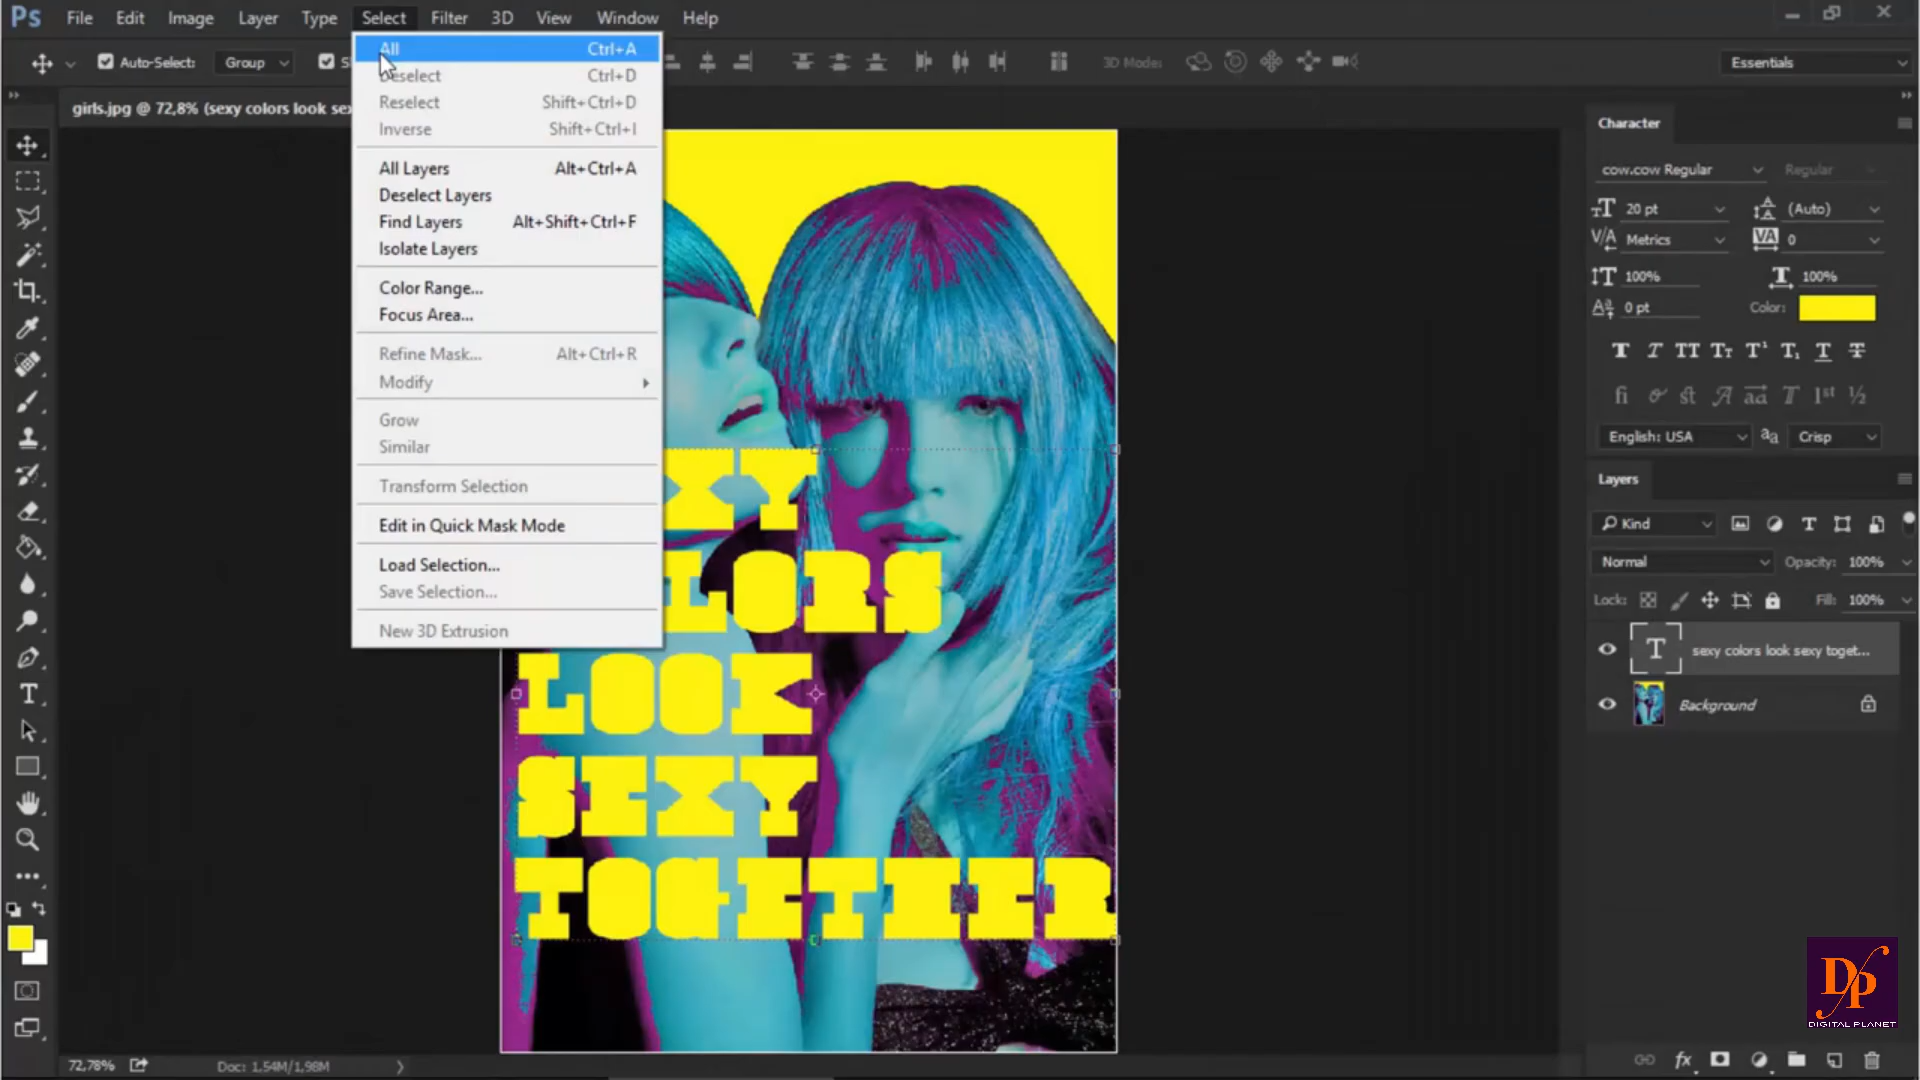 Ps File Edit Image Layer Type Select Filter 3D View Window Help
Auto-Select: Group 3D Mode: Essentials
girls.jpg @ 72,8% (sexy colors look
All Ctrl+A
Deselect Ctrl+D
Reselect Shift+Ctrl+D
Inverse Shift+Ctrl+I
All Layers Alt+Ctrl+A
Deselect Layers
Find Layers Alt+Shift+Ctrl+F
Isolate Layers
Color Range...
Focus Area...
Refine Mask... Alt+Ctrl+R
Modify
Grow
Similar
Transform Selection
Edit in Quick Mask Mode
Load Selection...
Save Selection...
New 3D Extrusion
XY
LORS
LOOK
SEXY
TOGETHER
Character
cow.cow Regular Regular
20 pt (Auto)
Metrics 0
100% 100%
0 pt Color:
English: USA Crisp
Layers
Kind
Normal Opacity: 100%
Lock: Fill: 100%
sexy colors look sexy toget...
Background
72,78% Doc: 1,54M/1,98M
DP
DIGITAL PLANET